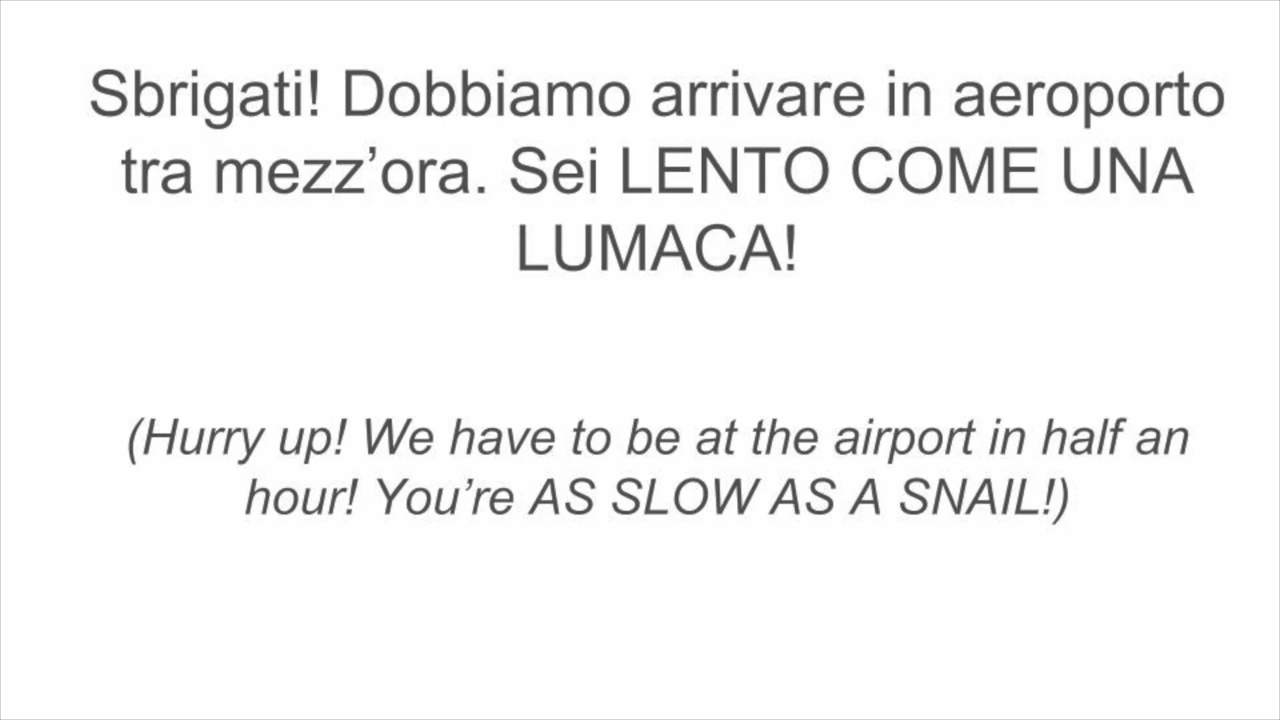 Sbrigati! Dobbiamo arrivare in aeroporto
tra mezz’ora. Sei LENTO COME UNA
LUMACA!
(Hurry up! We have to be at the airport in half an
hour! You’re AS SLOW AS A SNAIL!)